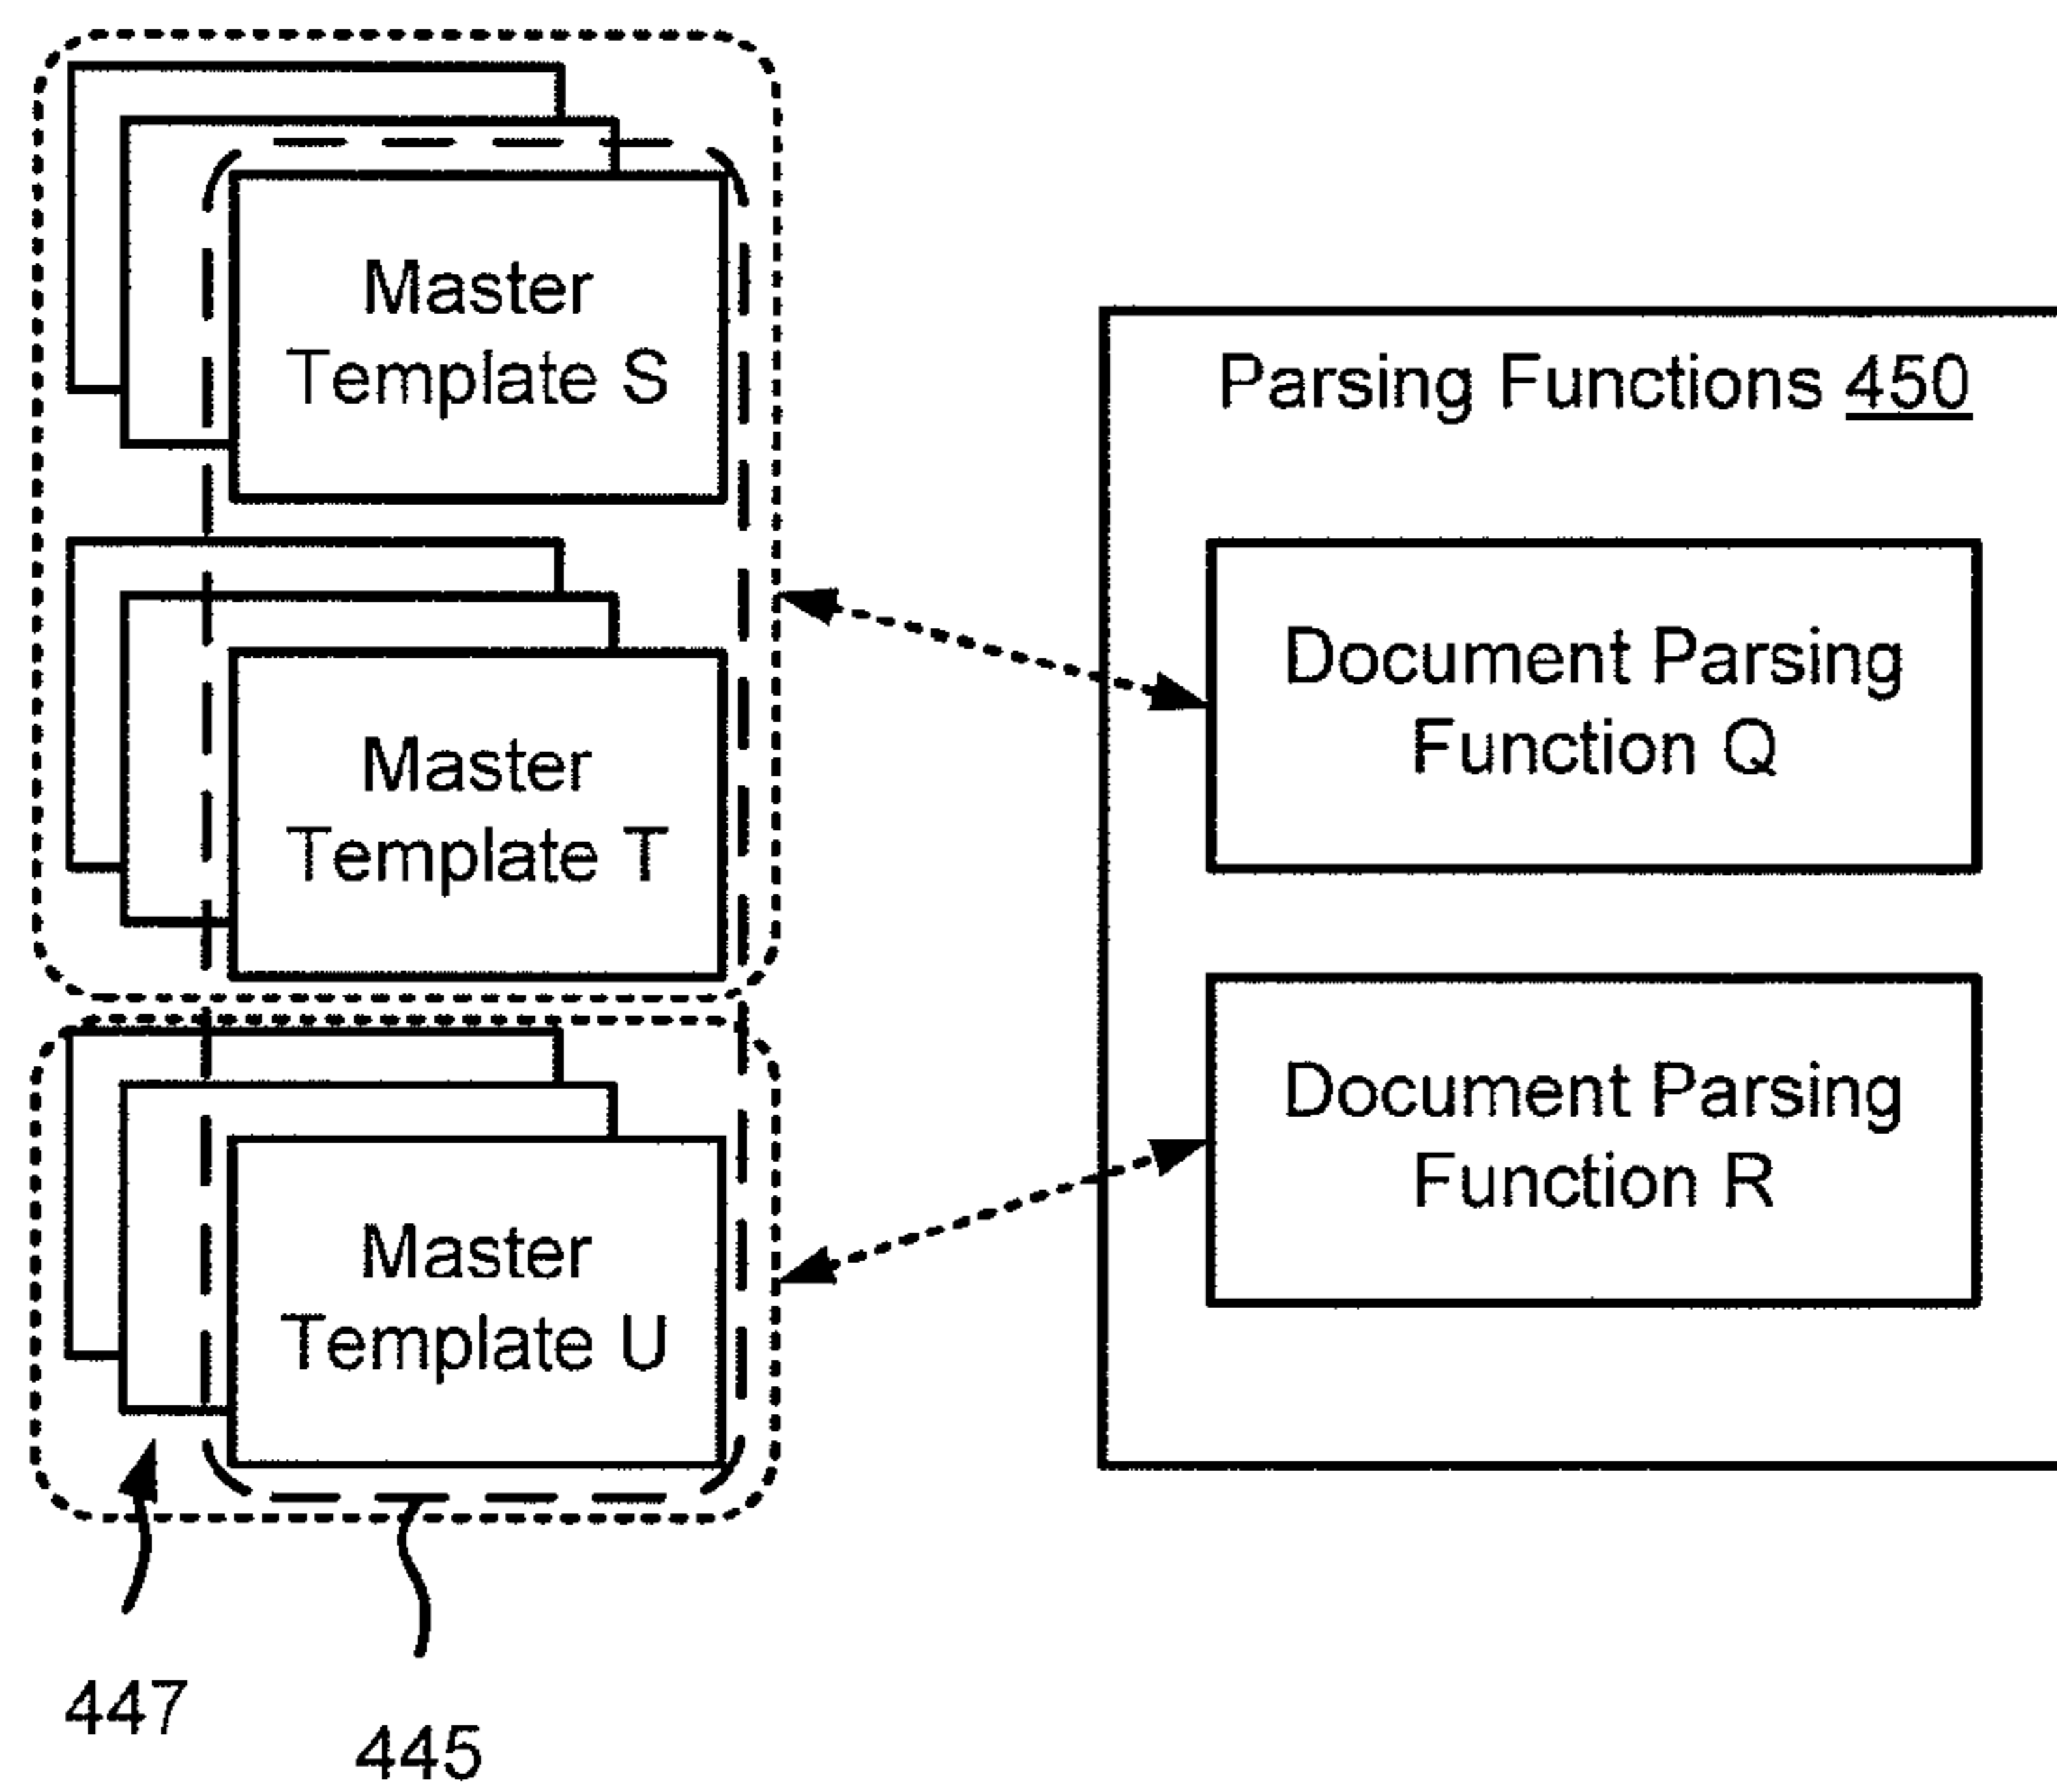 Master
Template S
Master
Template T
Master
Template U
447
445
Parsing Functions 450
Document Parsing
Function Q
Document Parsing
Function R